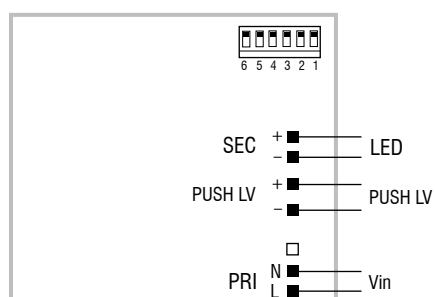 6 5 4 3 2 1
SEC + LED
−
PUSH LV + PUSH LV
−
PRI N Vin
L